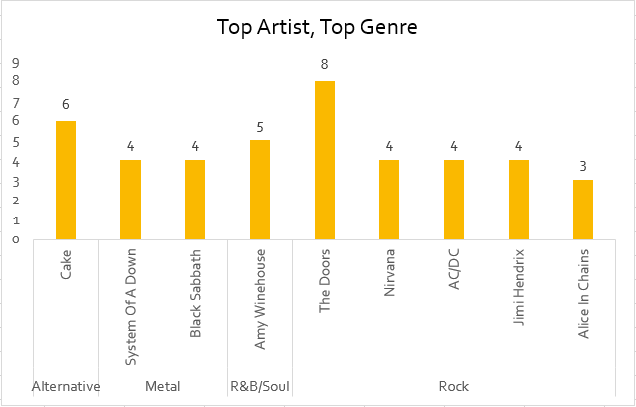 Top Artist, Top Genre
9
8
7
6
5
4
3
2
1
0
6
4
4
5
8
4
4
4
3
Cake
System Of A Down
Black Sabbath
Amy Winehouse
The Doors
Nirvana
AC/DC
Jimi Hendrix
Alice In Chains
Alternative
Metal
R&B/Soul
Rock